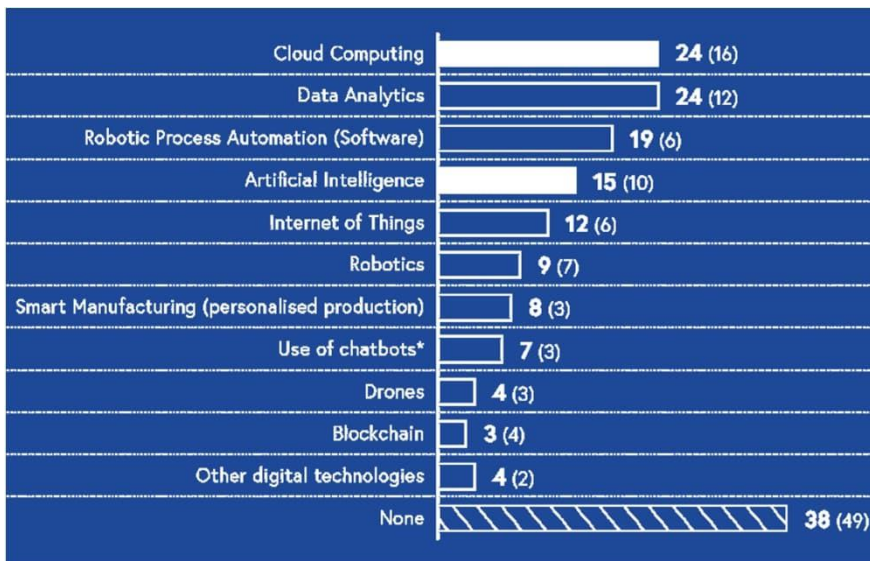 Cloud Computing 24 (16)
Data Analytics 24 (12)
Robotic Process Automation (Software) 19 (6)
Artificial Intelligence 15 (10)
Internet of Things 12 (6)
Robotics 9 (7)
Smart Manufacturing (personalised production) 8 (3)
Use of chatbots* 7 (3)
Drones 4 (3)
Blockchain 3 (4)
Other digital technologies 4 (2)
None 38 (49)